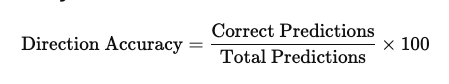 Direction Accuracy = Correct Predictions / Total Predictions × 100